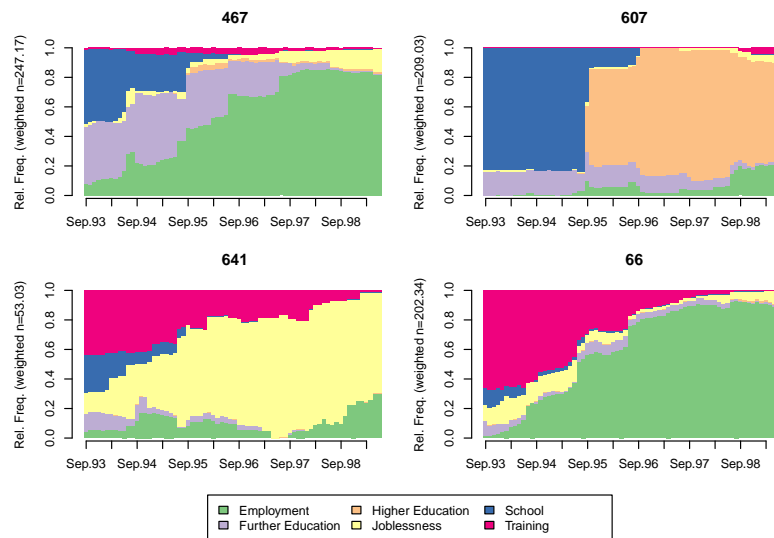 467
607
Rel. Freq. (weighted n=247.17)
0.0 0.2 0.4 0.6 0.8 1.0
Sep.93 Sep.94 Sep.95 Sep.96 Sep.97 Sep.98
Rel. Freq. (weighted n=209.03)
0.0 0.2 0.4 0.6 0.8 1.0
Sep.93 Sep.94 Sep.95 Sep.96 Sep.97 Sep.98
641
66
Rel. Freq. (weighted n=53.03)
0.0 0.2 0.4 0.6 0.8 1.0
Sep.93 Sep.94 Sep.95 Sep.96 Sep.97 Sep.98
Rel. Freq. (weighted n=202.34)
0.0 0.2 0.4 0.6 0.8 1.0
Sep.93 Sep.94 Sep.95 Sep.96 Sep.97 Sep.98
Employment Higher Education School
Further Education Joblessness Training